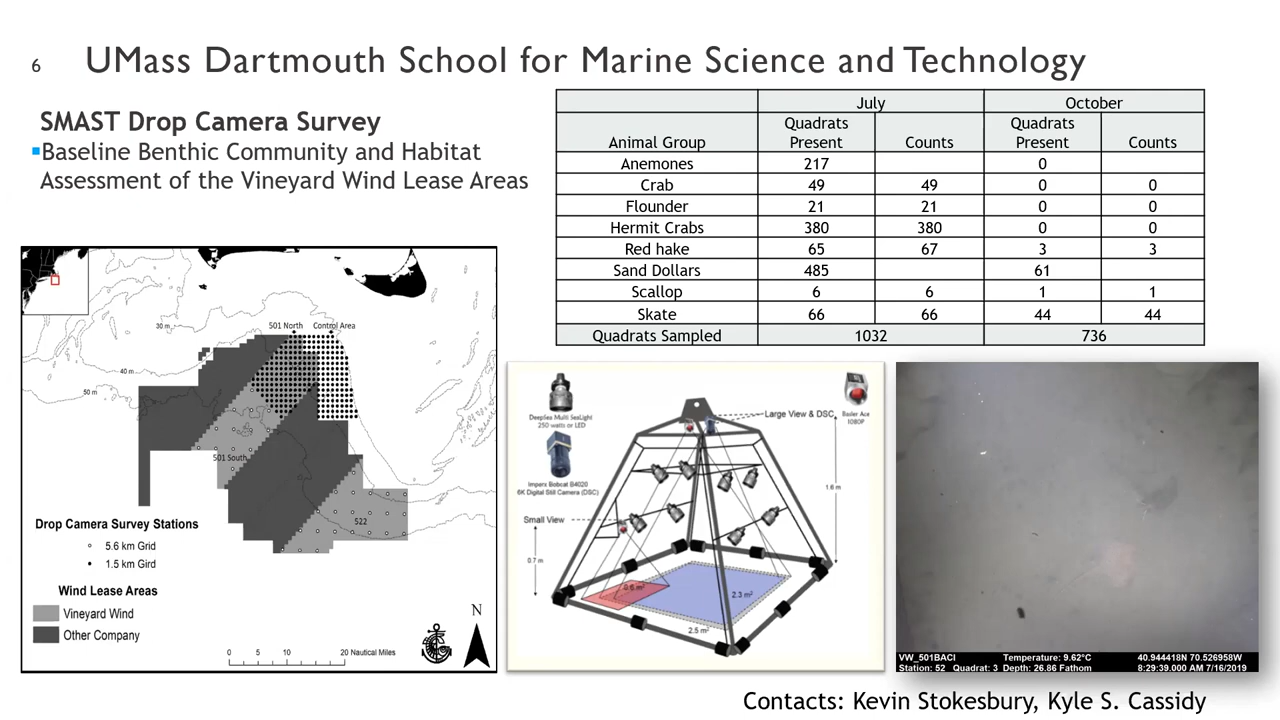 6
UMass Dartmouth School for Marine Science and Technology
SMAST Drop Camera Survey
Baseline Benthic Community and Habitat
Assessment of the Vineyard Wind Lease Areas
July October
Animal Group Quadrats Present Counts Quadrats Present Counts
Anemones 217 0
Crab 49 49 0 0
Flounder 21 21 0 0
Hermit Crabs 380 380 0 0
Red hake 65 67 3 3
Sand Dollars 485 61
Scallop 6 6 1 1
Skate 66 66 44 44
Quadrats Sampled 1032 736
30 m
501 North Control Area
40 m
50 m
501 South
522
Drop Camera Survey Stations
5.6 km Grid
1.5 km Gird
Wind Lease Areas
Vineyard Wind
Other Company
N
0 5 10 20 Nautical Miles
DeepSea Multi SeaLight
250 watts or LED
Imperx Bobcat B4020
6K Digital Still Camera (DSC)
Large View & DSC
Basler Ace
1080P
1.6 m
Small View
0.7 m
0.6 m²
2.3 m²
2.5 m²
VW_501BACI Temperature: 9.62°C 40.944418N 70.526958W
Station: 52 Quadrat: 3 Depth: 26.86 Fathom 8:29:39.000 AM 7/16/2019
Contacts: Kevin Stokesbury, Kyle S. Cassidy